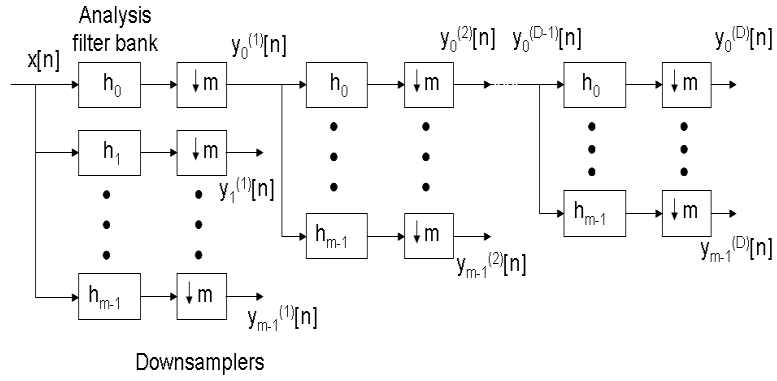 Analysis
filter bank
x[n]
h₀
↓m
y₀⁽¹⁾[n]
h₀
↓m
y₀⁽²⁾[n]
y₀⁽ᴰ⁻¹⁾[n]
h₀
↓m
y₀⁽ᴰ⁾[n]
h₁
↓m
y₁⁽¹⁾[n]
hₘ₋₁
↓m
yₘ₋₁⁽¹⁾[n]
hₘ₋₁
↓m
yₘ₋₁⁽²⁾[n]
hₘ₋₁
↓m
yₘ₋₁⁽ᴰ⁾[n]
Downsamplers